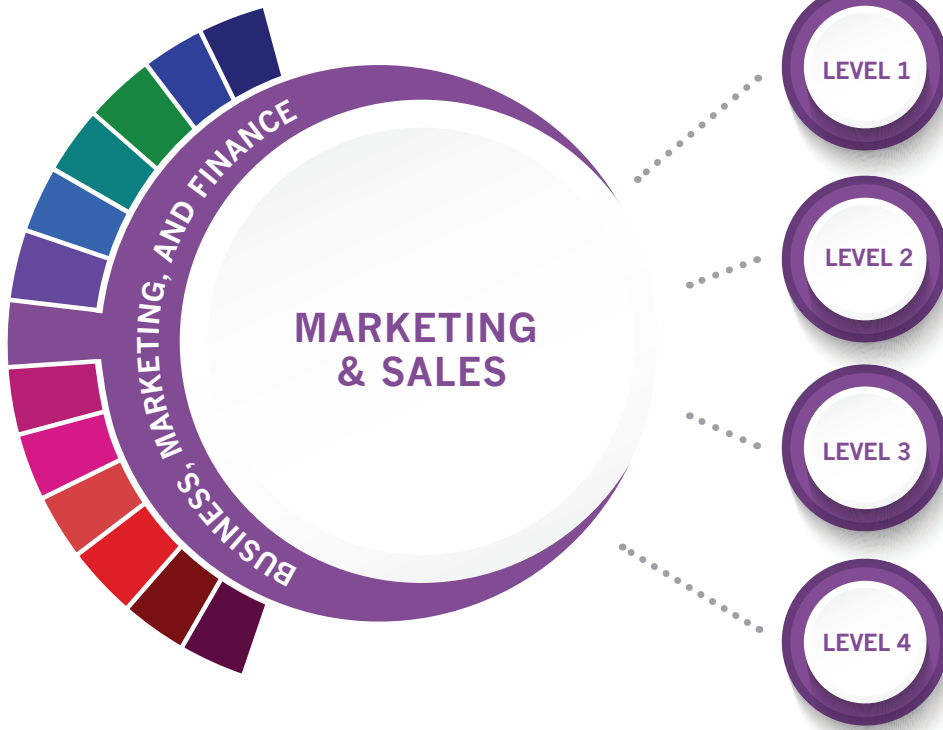 BUSINESS, MARKETING, AND FINANCE
MARKETING
& SALES
LEVEL 1
LEVEL 2
LEVEL 3
LEVEL 4